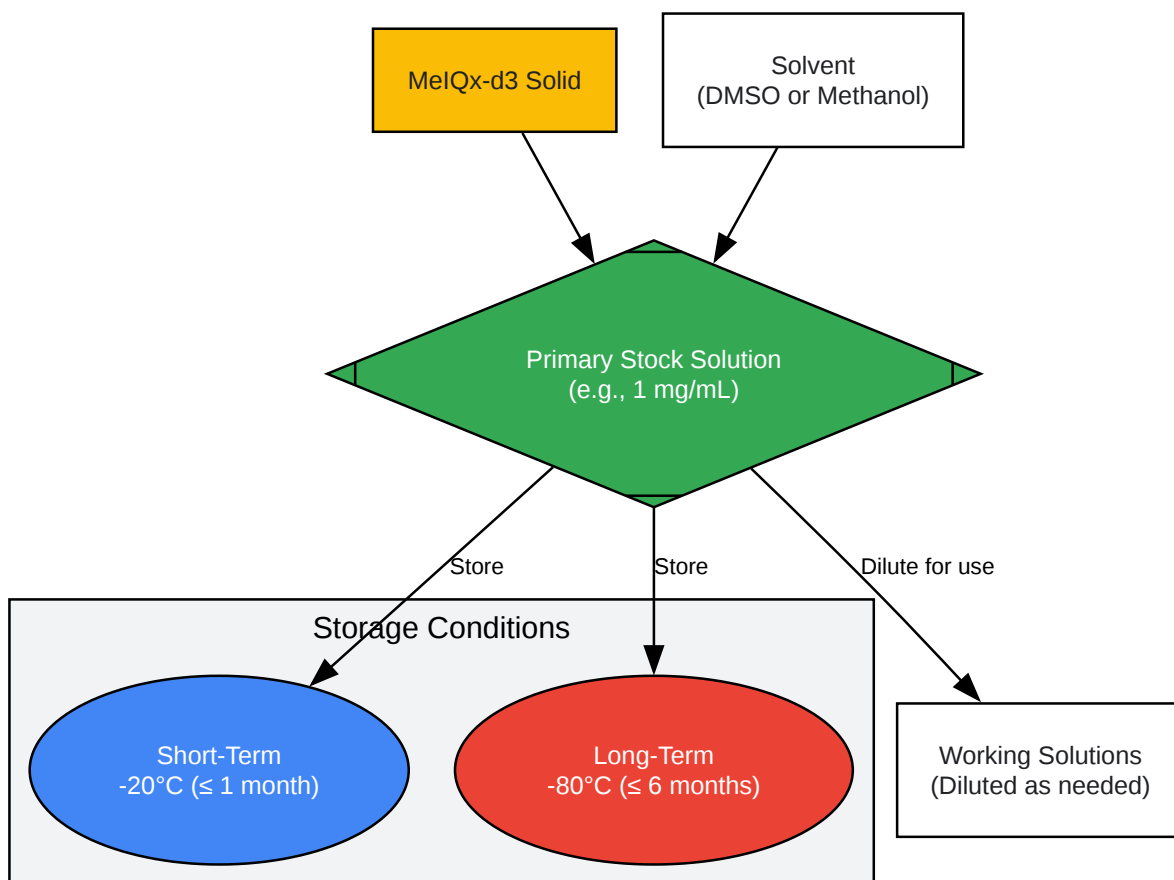 MeIQx-d3 Solid
Solvent
(DMSO or Methanol)
Primary Stock Solution
(e.g., 1 mg/mL)
Store
Store
Dilute for use
Storage Conditions
Short-Term
-20°C (≤ 1 month)
Long-Term
-80°C (≤ 6 months)
Working Solutions
(Diluted as needed)